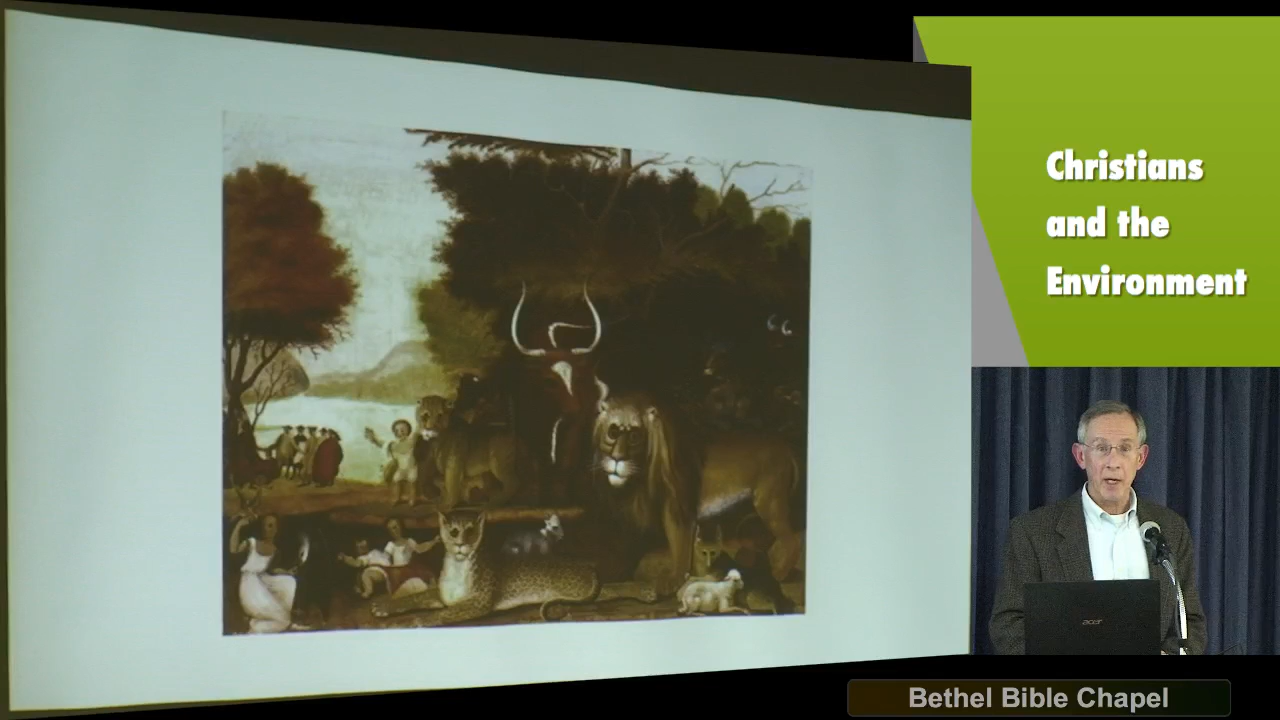 Christians
and the
Environment
acer
Bethel Bible Chapel